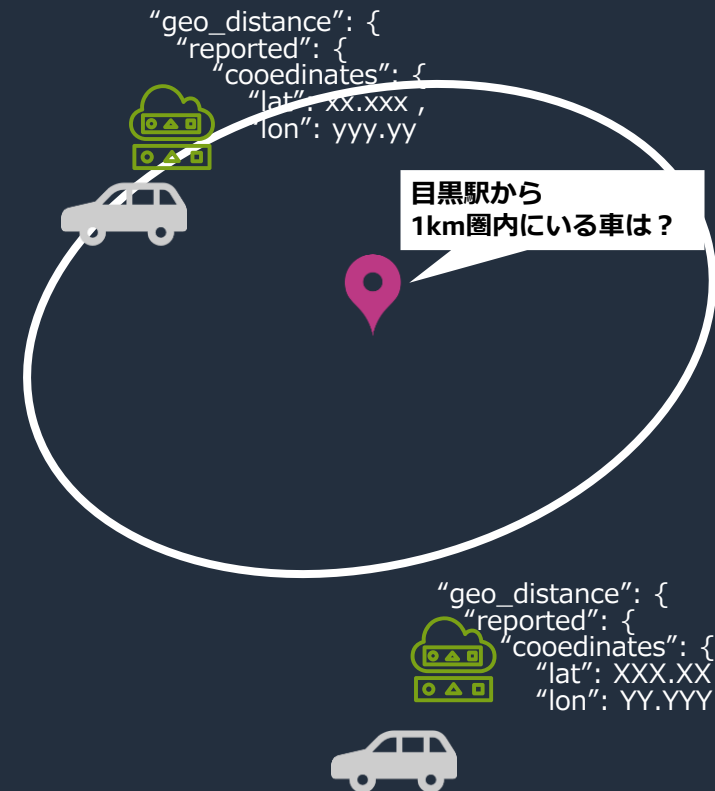 “geo_distance”: {
“reported”: {
“cooedinates”: {
“lat”: xx.xxx ,
“lon”: yyy.yy
目黒駅から
1km圏内にいる車は？
“geo_distance”: {
“reported”: {
“cooedinates”: {
“lat”: XXX.XX
“lon”: YY.YYY